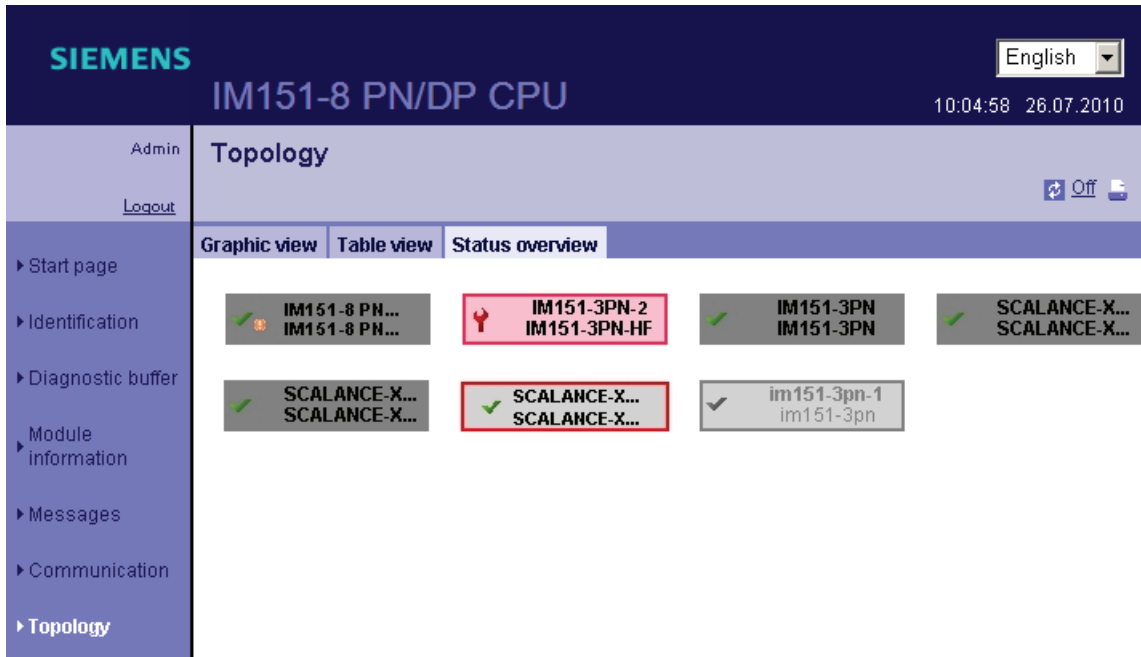 SIEMENS
English
IM151-8 PN/DP CPU
10:04:58 26.07.2010
Admin
Topology
Off
Logout
Graphic view Table view Status overview
Start page
Identification
Diagnostic buffer
Module
information
Messages
Communication
Topology
IM151-8 PN...
IM151-8 PN...
IM151-3PN-2
IM151-3PN-HF
IM151-3PN
IM151-3PN
SCALANCE-X...
SCALANCE-X...
SCALANCE-X...
SCALANCE-X...
SCALANCE-X...
SCALANCE-X...
im151-3pn-1
im151-3pn